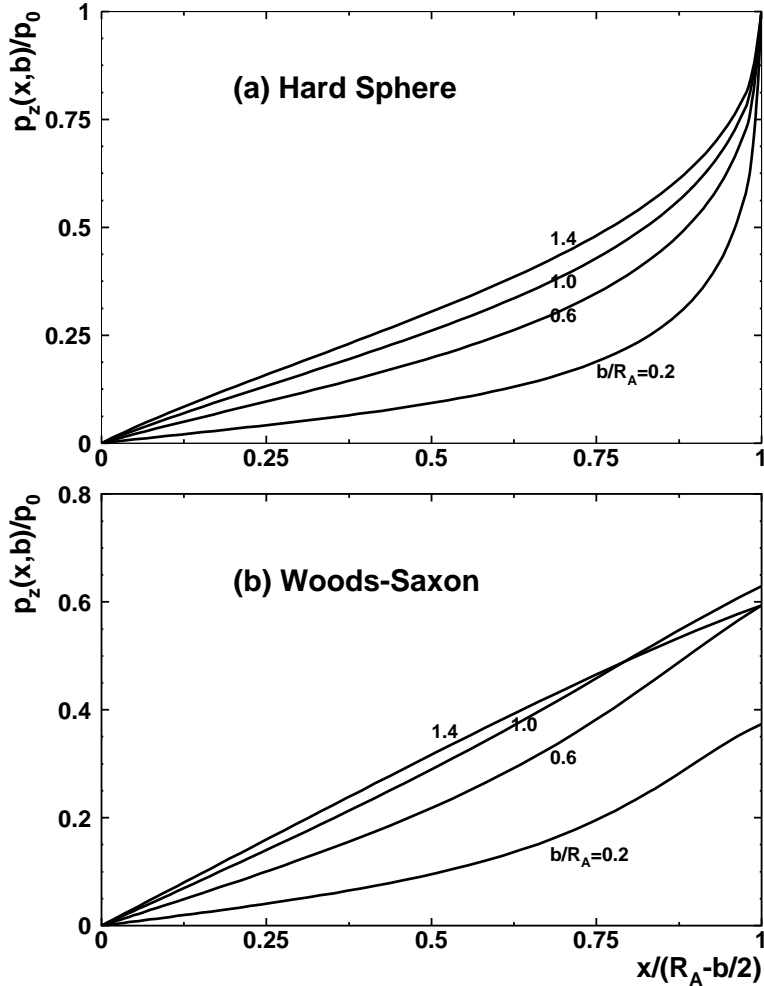 p_z(x,b)/p_0
1
0.75
0.5
0.25
0
(a) Hard Sphere
1.4
1.0
0.6
b/R_A=0.2
0 0.25 0.5 0.75 1
p_z(x,b)/p_0
0.8
0.6
0.4
0.2
0
(b) Woods-Saxon
1.4
1.0
0.6
b/R_A=0.2
0 0.25 0.5 0.75 1
x/(R_A-b/2)